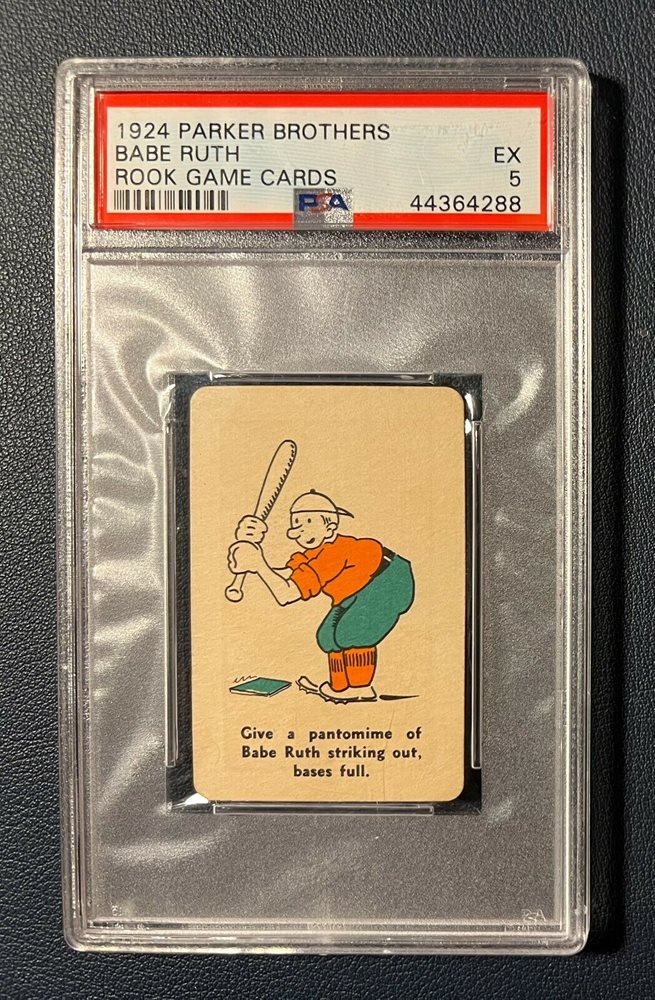 1924 PARKER BROTHERS
BABE RUTH EX
ROOK GAME CARDS 5
PSA 44364288
Give a pantomime of
Babe Ruth striking out,
bases full.
PSA